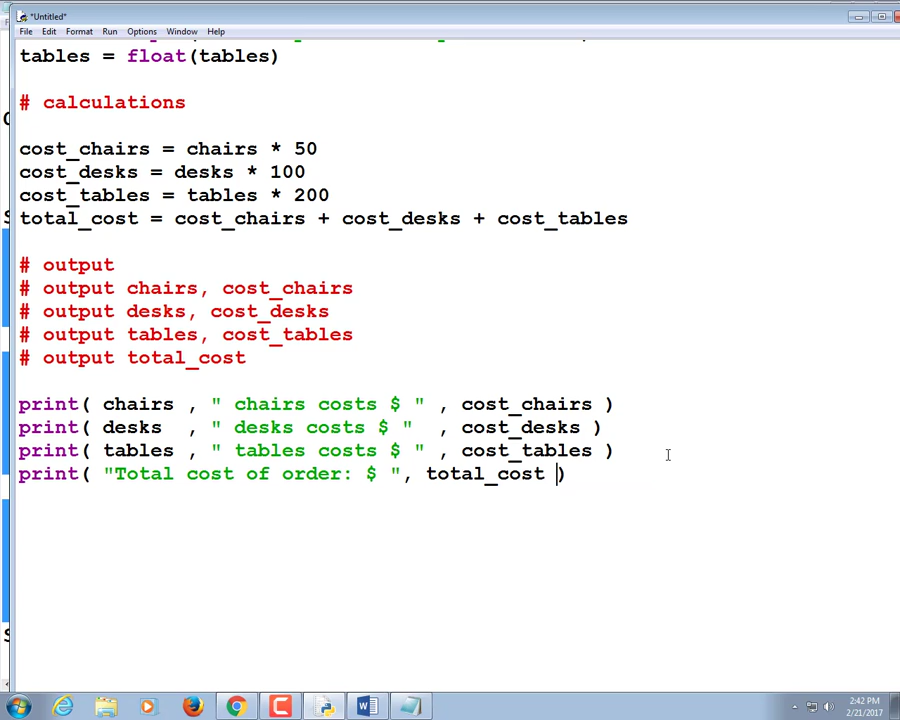 *Untitled*
File Edit Format Run Options Window Help
tables = float(tables)
# calculations
cost_chairs = chairs * 50
cost_desks = desks * 100
cost_tables = tables * 200
total_cost = cost_chairs + cost_desks + cost_tables
# output
# output chairs, cost_chairs
# output desks, cost_desks
# output tables, cost_tables
# output total_cost
print( chairs , " chairs costs $ " , cost_chairs )
print( desks  , " desks costs $ "  , cost_desks )
print( tables , " tables costs $ " , cost_tables )
print( "Total cost of order: $ ", total_cost )
2:42 PM
2/21/2017